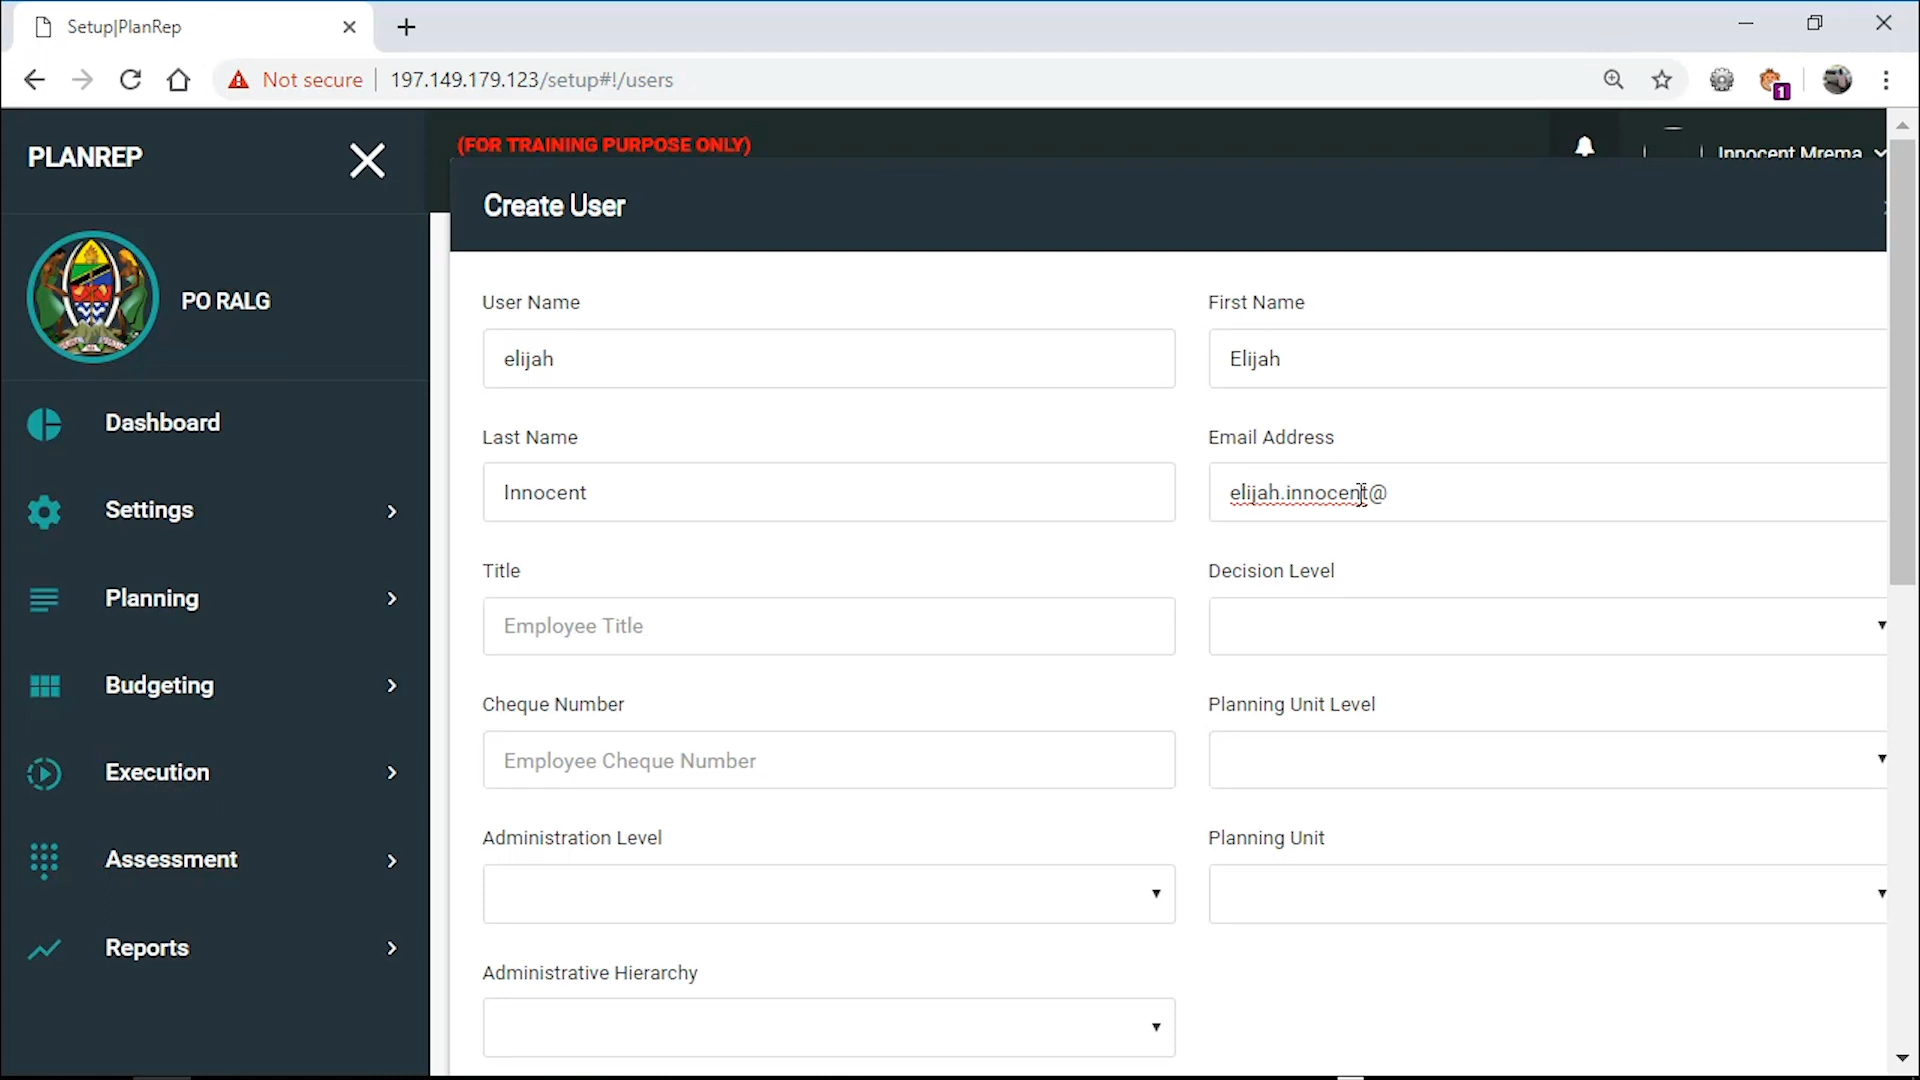 Setup|PlanRep
Not secure
197.149.179.123/setup#!/users
1
PLANREP
(FOR TRAINING PURPOSE ONLY)
Innocent Mrema
Create User
PO RALG
Dashboard
Settings
Planning
Budgeting
Execution
Assessment
Reports
User Name
First Name
elijah
Elijah
Last Name
Email Address
Innocent
elijah.innocent@
Title
Decision Level
Employee Title
Cheque Number
Planning Unit Level
Employee Cheque Number
Administration Level
Planning Unit
Administrative Hierarchy